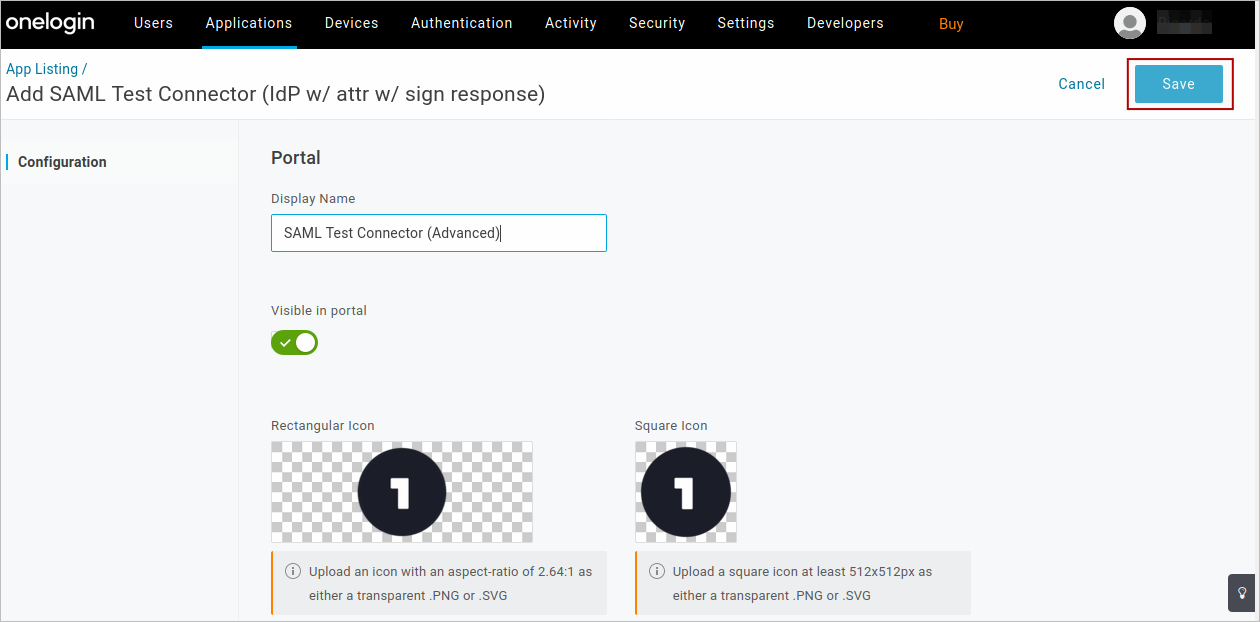 onelogin Users Applications Devices Authentication Activity Security Settings Developers Buy
App Listing /
Add SAML Test Connector (IdP w/ attr w/ sign response)
Cancel Save
Configuration
Portal
Display Name
SAML Test Connector (Advanced)
Visible in portal
Rectangular Icon Square Icon
1 1
Upload an icon with an aspect-ratio of 2.64:1 as
either a transparent .PNG or .SVG
Upload a square icon at least 512x512px as
either a transparent .PNG or .SVG